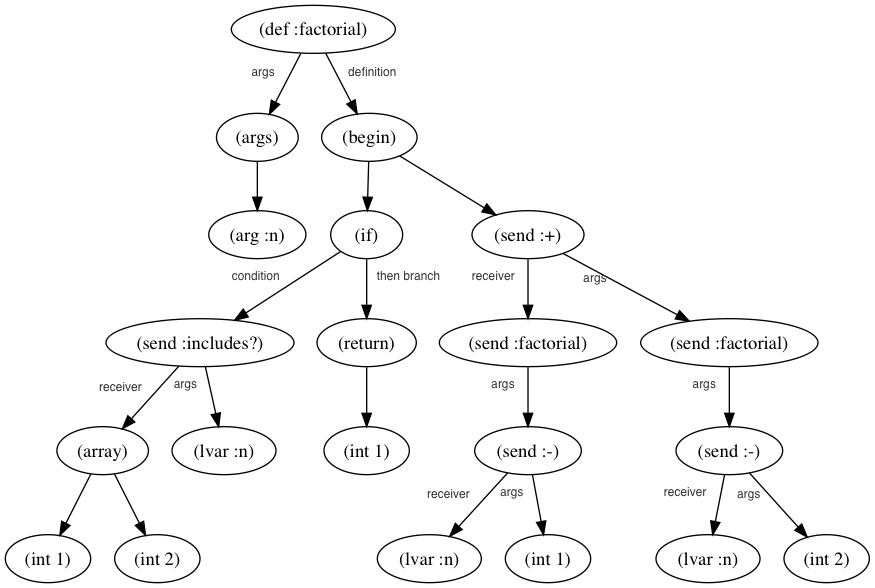 (def :factorial)
args definition
(args) (begin)
(arg :n) (if) (send :+)
condition then branch receiver args
(send :includes?) (return) (send :factorial) (send :factorial)
receiver args args args
(array) (lvar :n) (int 1) (send :-) (send :-)
receiver args receiver args
(int 1) (int 2) (lvar :n) (int 1) (lvar :n) (int 2)